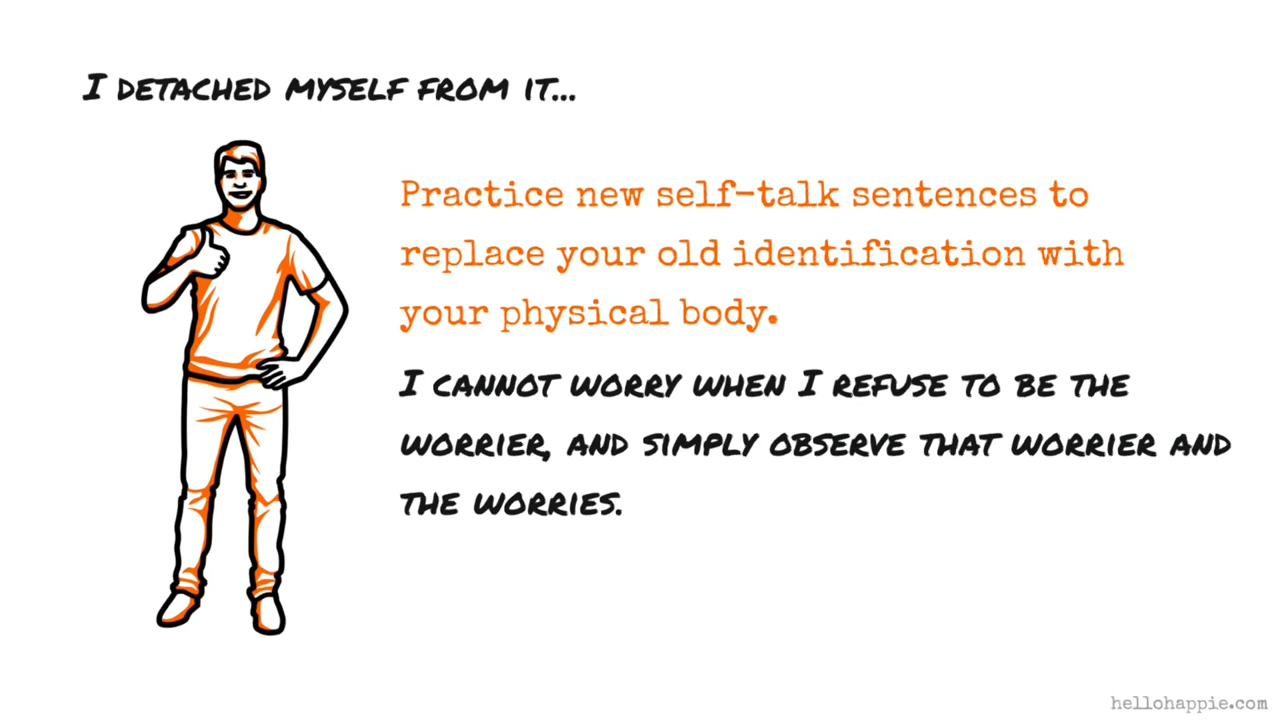 I DETACHED MYSELF FROM IT...
Practice new self-talk sentences to
replace your old identification with
your physical body.
I CANNOT WORRY WHEN I REFUSE TO BE THE
WORRIER, AND SIMPLY OBSERVE THAT WORRIER AND
THE WORRIES.
hellohappie.com